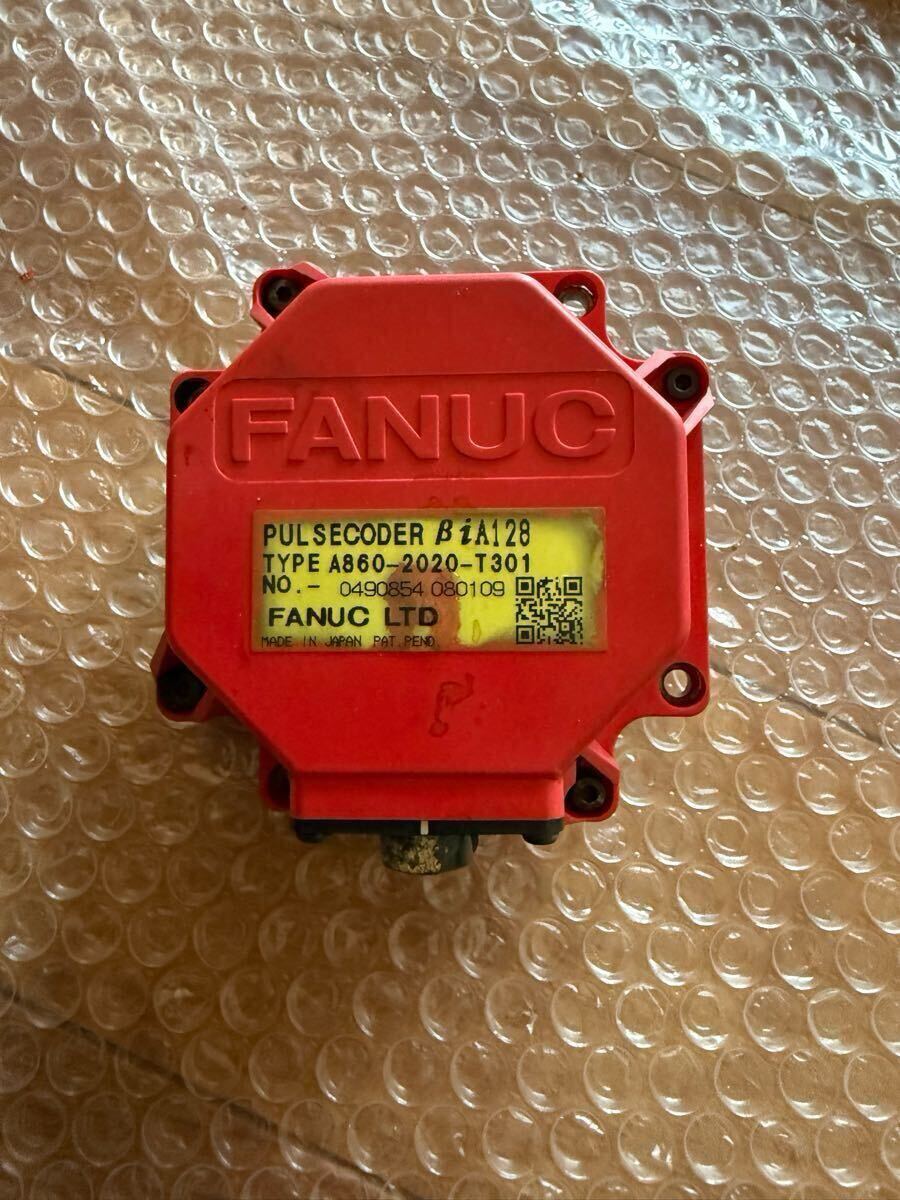 FANUC
PULSECODER βiA128
TYPE A860-2020-T301
NO.- 0490854 080109
FANUC LTD
MADE IN JAPAN PAT.PEND